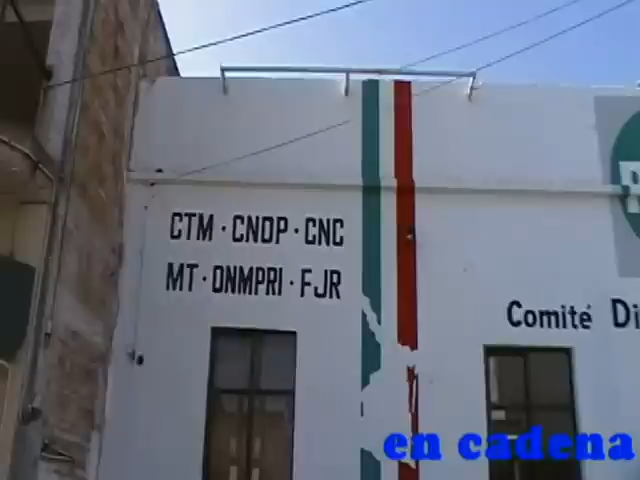 CTM · CNOP · CNC
MT · ONMPRI · FJR
Comité
en cadena